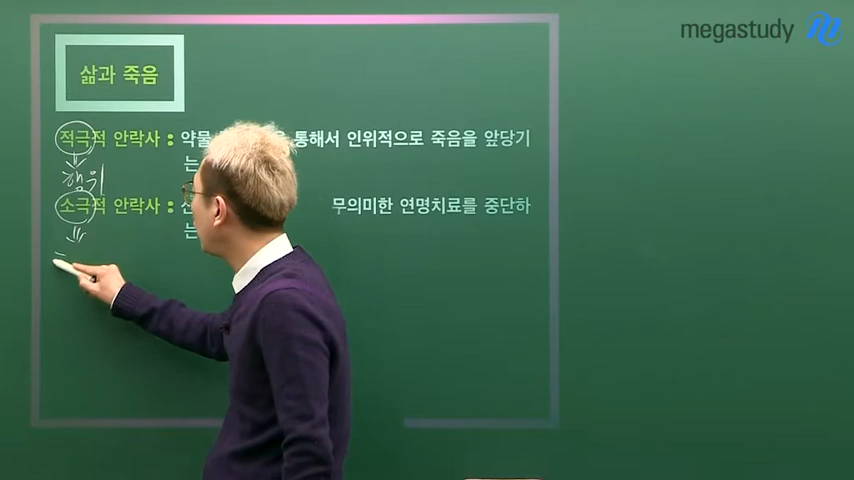 megastudy
삶과 죽음
적극적 안락사 : 약물 통해서 인위적으로 죽음을 앞당기
는
행위
소극적 안락사 : 무의미한 연명치료를 중단하
는